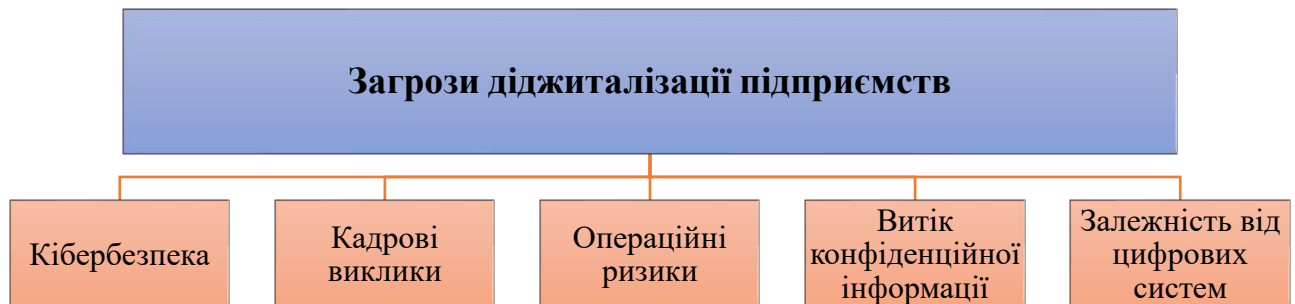 Загрози діджиталізації підприємств
Кібербезпека
Кадрові
виклики
Операційні
ризики
Витік
конфіденційної
інформації
Залежність від
цифрових
систем